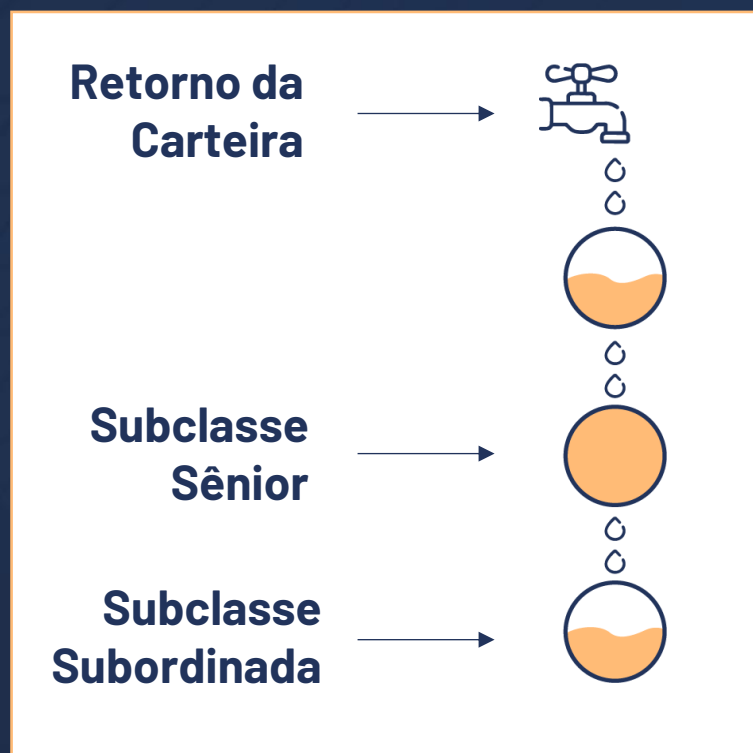 Retorno da
Carteira
Subclasse
Sênior
Subclasse
Subordinada